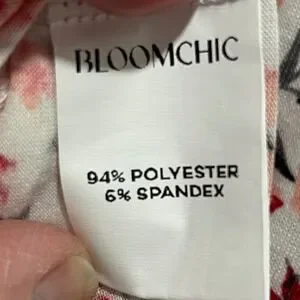 BLOOMCHIC
94% POLYESTER
6% SPANDEX